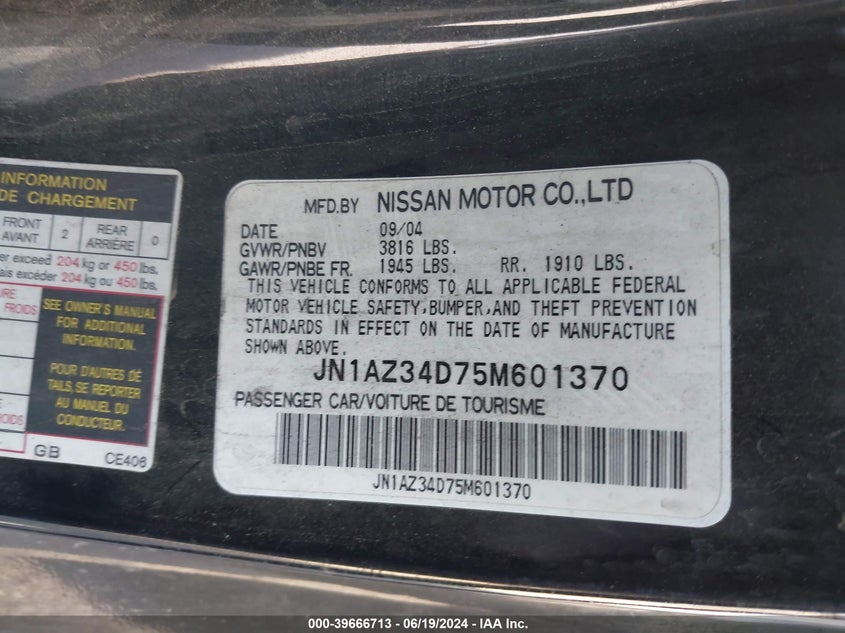 INFORMATION
DE CHARGEMENT
FRONT
AVANT
2
REAR
ARRIÈRE
0
exceed 204 kg or 450 lbs.
ais excéder 204 kg ou 450 lbs.
SEE OWNER'S MANUAL
FOR ADDITIONAL
INFORMATION.
POUR D'AUTRES DE
TAILS, SE REPORTER
AU MANUEL DU
CONDUCTEUR
GB
CE406
MFD.BY NISSAN MOTOR CO.,LTD
DATE 09/04
GVWR/PNBV 3816 LBS.
GAWR/PNBE FR. 1945 LBS. RR. 1910 LBS.
THIS VEHICLE CONFORMS TO ALL APPLICABLE FEDERAL
MOTOR VEHICLE SAFETY,BUMPER,AND THEFT PREVENTION
STANDARDS IN EFFECT ON THE DATE OF MANUFACTURE
SHOWN ABOVE.
JN1AZ34D75M601370
PASSENGER CAR/VOITURE DE TOURISME
JN1AZ34D75M601370
000-39666713 - 06/19/2024 - IAA Inc.